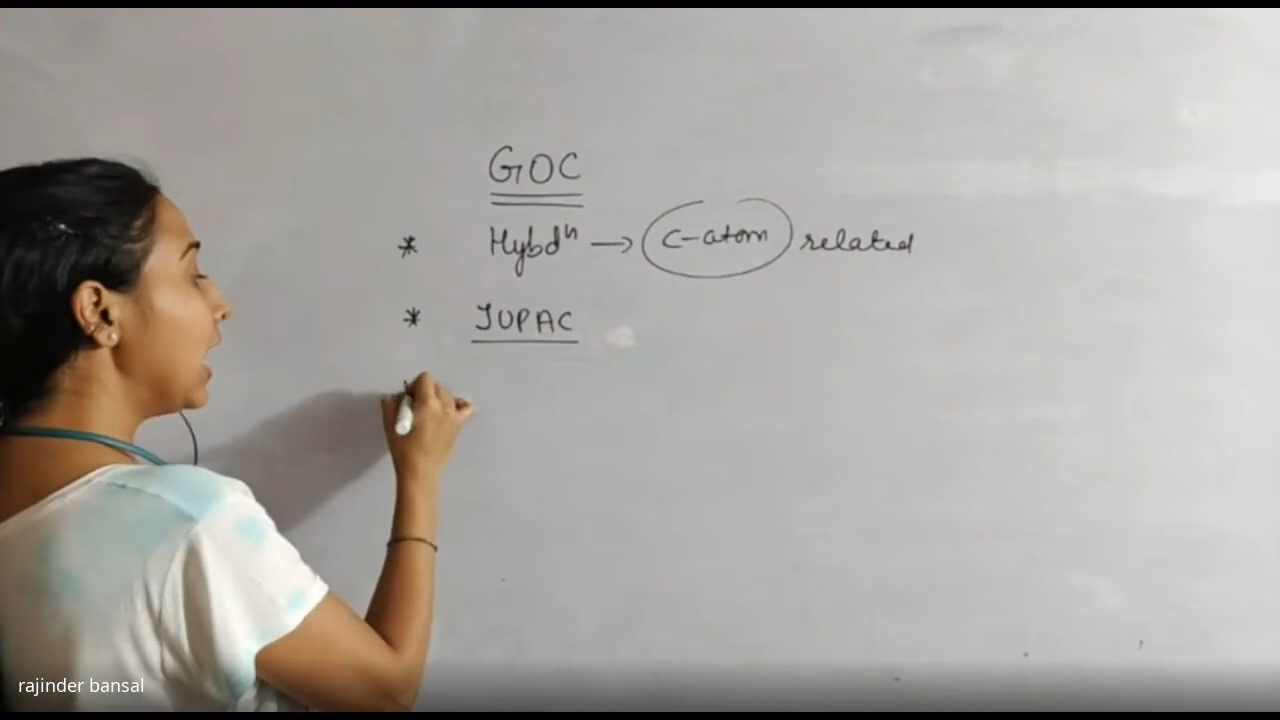 GOC
* Hybdⁿ → C-atom related
* IUPAC
rajinder bansal